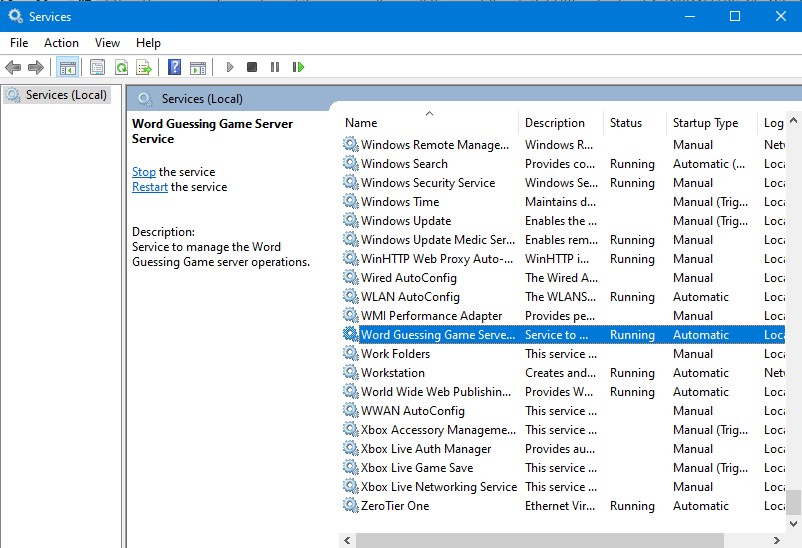 Services
File Action View Help
Services (Local)
Services (Local)
Word Guessing Game Server
Service
Stop the service
Restart the service
Description:
Service to manage the Word
Guessing Game server operations.
Name Description Status Startup Type Log
Windows Remote Manage... Windows R... Manual Net
Windows Search Provides co... Running Automatic (... Loca
Windows Security Service Windows Se... Running Manual Loca
Windows Time Maintains d... Manual (Trig... Loca
Windows Update Enables the ... Manual (Trig... Loca
Windows Update Medic Ser... Enables rem... Running Manual Loca
WinHTTP Web Proxy Auto-... WinHTTP i... Running Manual Loca
Wired AutoConfig The Wired A... Manual Loca
WLAN AutoConfig The WLANS... Running Automatic Loca
WMI Performance Adapter Provides pe... Manual Loca
Word Guessing Game Serve... Service to ... Running Automatic Loca
Work Folders This service ... Manual Loca
Workstation Creates and... Running Automatic Net
World Wide Web Publishin... Provides W... Running Automatic Loca
WWAN AutoConfig This service ... Manual Loca
Xbox Accessory Manageme... This service ... Manual (Trig... Loca
Xbox Live Auth Manager Provides au... Manual Loca
Xbox Live Game Save This service ... Manual (Trig... Loca
Xbox Live Networking Service This service ... Manual Loca
ZeroTier One Ethernet Vir... Running Automatic Loca